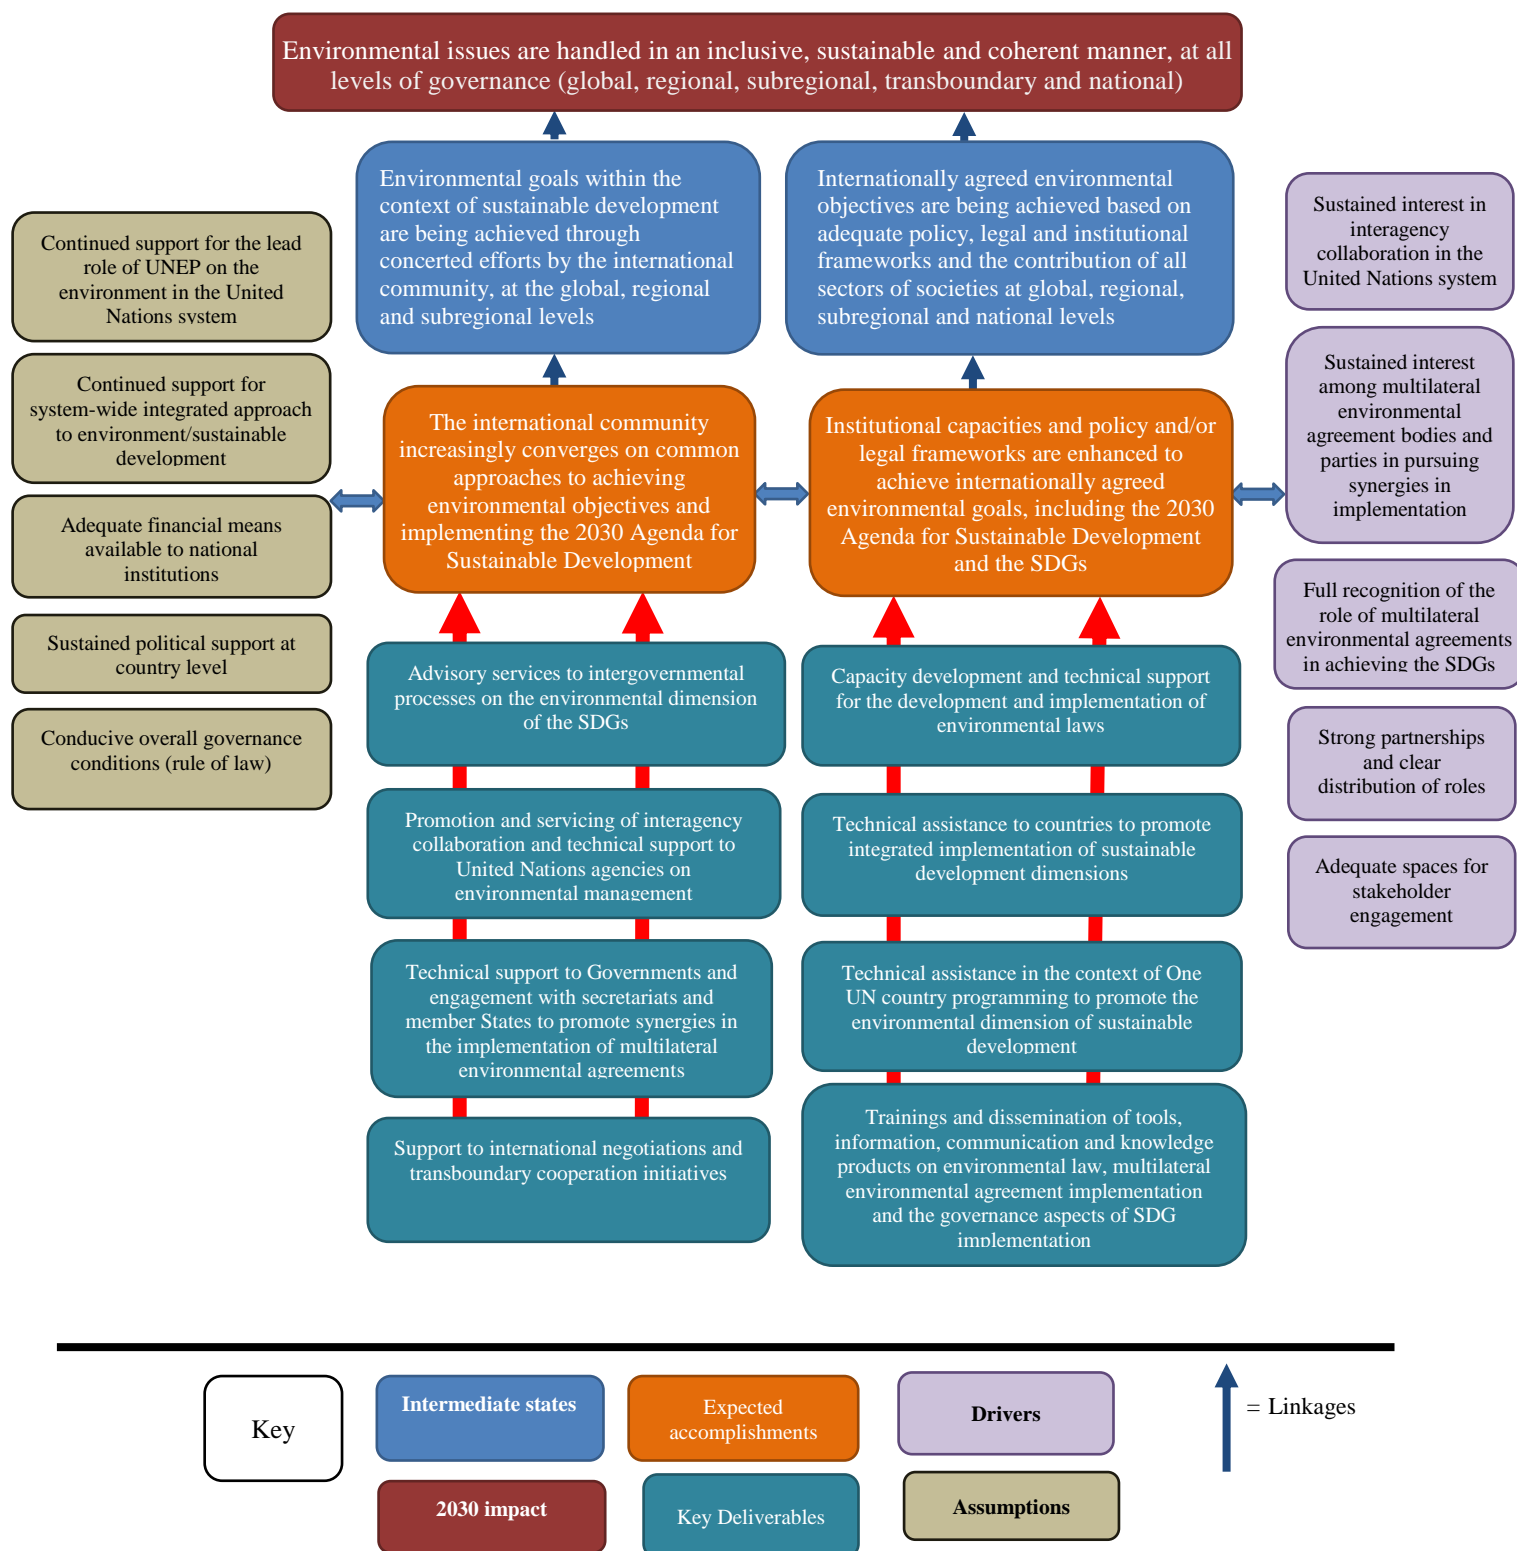 Environmental issues are handled in an inclusive, sustainable and coherent manner, at all
levels of governance (global, regional, subregional, transboundary and national)
Environmental goals within the
context of sustainable development
are being achieved through
concerted efforts by the international
community, at the global, regional
and subregional levels
Internationally agreed environmental
objectives are being achieved based on
adequate policy, legal and institutional
frameworks and the contribution of all
sectors of societies at global, regional,
subregional and national levels
Continued support for the lead
role of UNEP on the
environment in the United
Nations system
Continued support for
system-wide integrated approach
to environment/sustainable
development
Adequate financial means
available to national
institutions
Sustained political support at
country level
Conducive overall governance
conditions (rule of law)
The international community
increasingly converges on common
approaches to achieving
environmental objectives and
implementing the 2030 Agenda for
Sustainable Development
Institutional capacities and policy and/or
legal frameworks are enhanced to
achieve internationally agreed
environmental goals, including the 2030
Agenda for Sustainable Development
and the SDGs
Sustained interest in
interagency
collaboration in the
United Nations system
Sustained interest
among multilateral
environmental
agreement bodies and
parties in pursuing
synergies in
implementation
Full recognition of the
role of multilateral
environmental agreements
in achieving the SDGs
Strong partnerships
and clear
distribution of roles
Adequate spaces for
stakeholder
engagement
Advisory services to intergovernmental
processes on the environmental dimension
of the SDGs
Promotion and servicing of interagency
collaboration and technical support to
United Nations agencies on
environmental management
Technical support to Governments and
engagement with secretariats and
member States to promote synergies in
the implementation of multilateral
environmental agreements
Support to international negotiations and
transboundary cooperation initiatives
Capacity development and technical support
for the development and implementation of
environmental laws
Technical assistance to countries to promote
integrated implementation of sustainable
development dimensions
Technical assistance in the context of One
UN country programming to promote the
environmental dimension of sustainable
development
Trainings and dissemination of tools,
information, communication and knowledge
products on environmental law, multilateral
environmental agreement implementation
and the governance aspects of SDG
implementation
Key
Intermediate states
Expected
accomplishments
Drivers
= Linkages
2030 impact
Key Deliverables
Assumptions